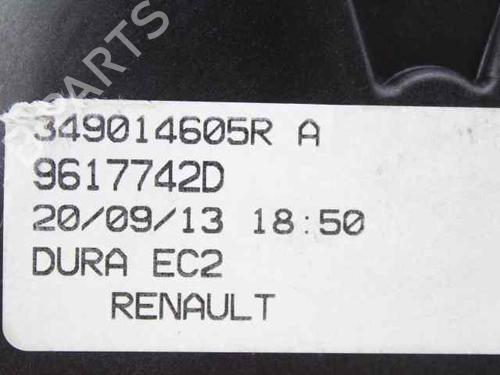 349014605R A
9617742D
20/09/13 18:50
DURA EC2
RENAULT